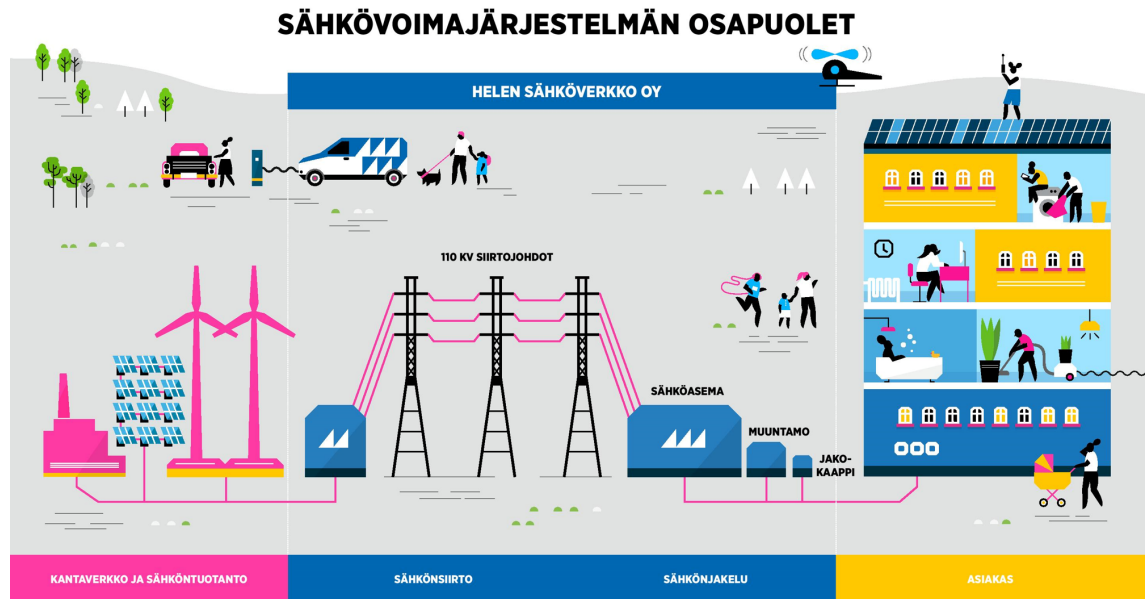 SÄHKÖVOIMAJÄRJESTELMÄN OSAPUOLET
HELEN SÄHKÖVERKKO OY
110 KV SIIRTOJOHDOT
SÄHKÖASEMA
MUUNTAMO
JAKO-
KAAPPI
KANTAVERKKO JA SÄHKÖNTUOTANTO
SÄHKÖNSIIRTO
SÄHKÖNJAKELU
ASIAKAS